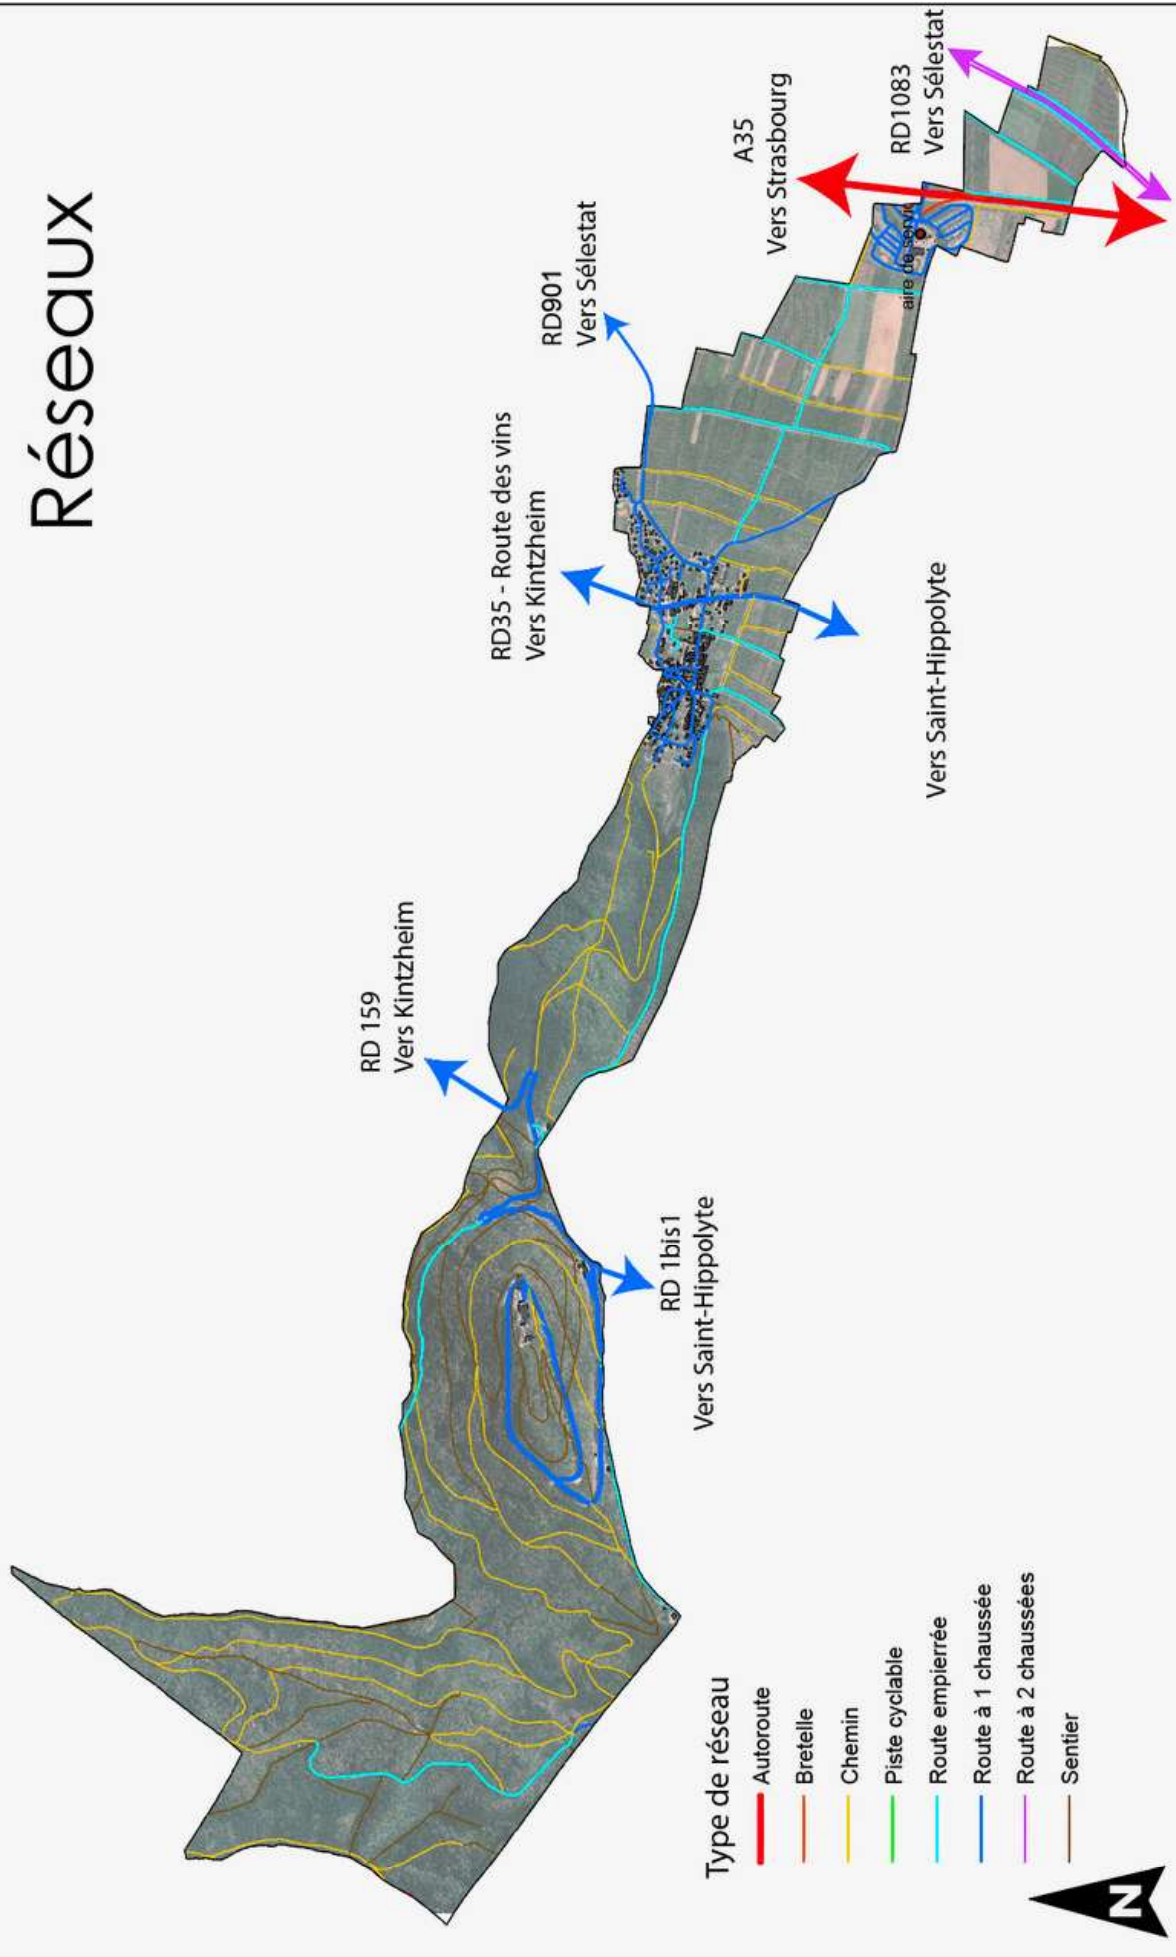 Réseaux
RD1083
Vers Sélestat
A35
Vers Strasbourg
RD901
Vers Sélestat
RD35 - Route des vins
Vers Kintzheim
aire de servic
Vers Saint-Hippolyte
RD 159
Vers Kintzheim
RD 1bis1
Vers Saint-Hippolyte
Type de réseau
Autoroute
Bretelle
Chemin
Piste cyclable
Route empierrée
Route à 1 chaussée
Route à 2 chaussées
Sentier
N